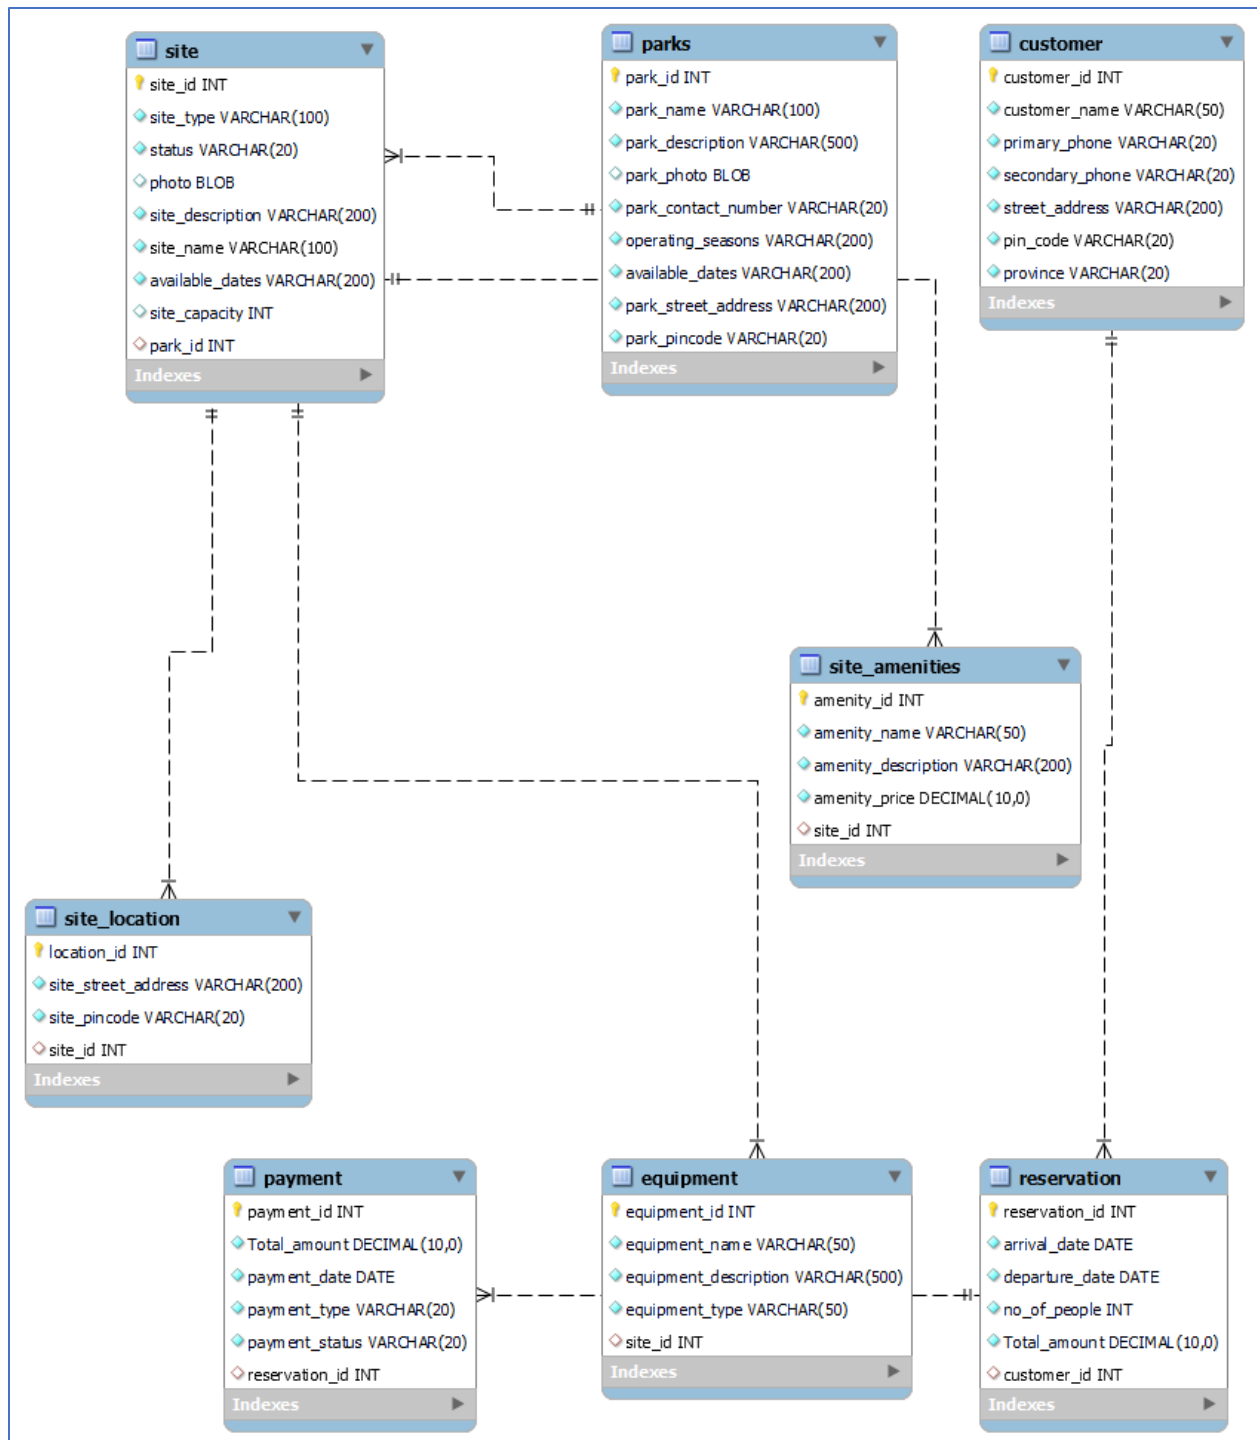 site
site_id INT
site_type VARCHAR(100)
status VARCHAR(20)
photo BLOB
site_description VARCHAR(200)
site_name VARCHAR(100)
available_dates VARCHAR(200)
site_capacity INT
park_id INT
Indexes
parks
park_id INT
park_name VARCHAR(100)
park_description VARCHAR(500)
park_photo BLOB
park_contact_number VARCHAR(20)
operating_seasons VARCHAR(200)
available_dates VARCHAR(200)
park_street_address VARCHAR(200)
park_pincode VARCHAR(20)
Indexes
customer
customer_id INT
customer_name VARCHAR(50)
primary_phone VARCHAR(20)
secondary_phone VARCHAR(20)
street_address VARCHAR(200)
pin_code VARCHAR(20)
province VARCHAR(20)
Indexes
site_amenities
amenity_id INT
amenity_name VARCHAR(50)
amenity_description VARCHAR(200)
amenity_price DECIMAL(10,0)
site_id INT
Indexes
site_location
location_id INT
site_street_address VARCHAR(200)
site_pincode VARCHAR(20)
site_id INT
Indexes
payment
payment_id INT
Total_amount DECIMAL(10,0)
payment_date DATE
payment_type VARCHAR(20)
payment_status VARCHAR(20)
reservation_id INT
Indexes
equipment
equipment_id INT
equipment_name VARCHAR(50)
equipment_description VARCHAR(500)
equipment_type VARCHAR(50)
site_id INT
Indexes
reservation
reservation_id INT
arrival_date DATE
departure_date DATE
no_of_people INT
Total_amount DECIMAL(10,0)
customer_id INT
Indexes